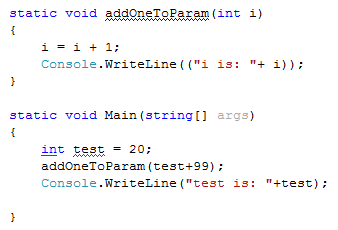 static void addOneToParam(int i)
{
    i = i + 1;
    Console.WriteLine(("i is: "+ i));
}
static void Main(string[] args)
{
    int test = 20;
    addOneToParam(test+99);
    Console.WriteLine("test is: "+test);
}